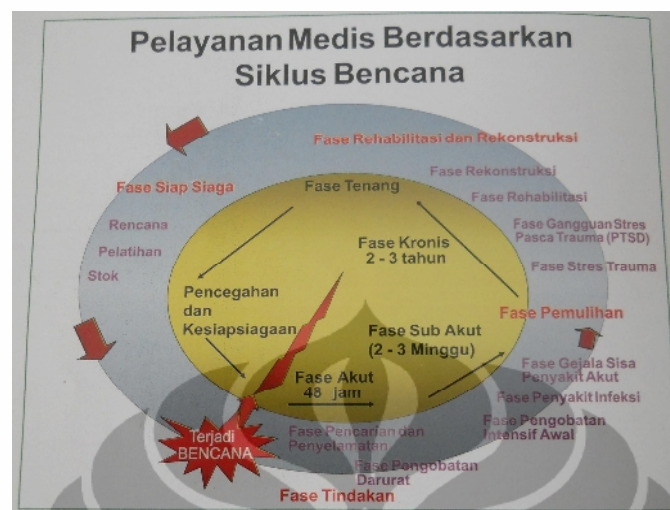 Pelayanan Medis Berdasarkan
Siklus Bencana
Fase Rehabilitasi dan Rekonstruksi
Fase Rekonstruksi
Fase Siap Siaga
Fase Tenang
Fase Rehabilitasi
Rencana
Fase Gangguan Stres
Pasca Trauma (PTSD)
Pelatihan
Fase Kronis
2 - 3 tahun
Stok
Fase Stres Trauma
Pencegahan
dan
Kesiapsiagaan
Fase Pemulihan
Fase Sub Akut
(2 - 3 Minggu)
Fase Gejala Sisa
Penyakit Akut
Fase Akut
48 jam
Fase Penyakit Infeksi
Fase Pengobatan
Intensif Awal
Terjadi
BENCANA
Fase Pencarian dan
Penyelamatan
Fase Pengobatan
Darurat
Fase Tindakan